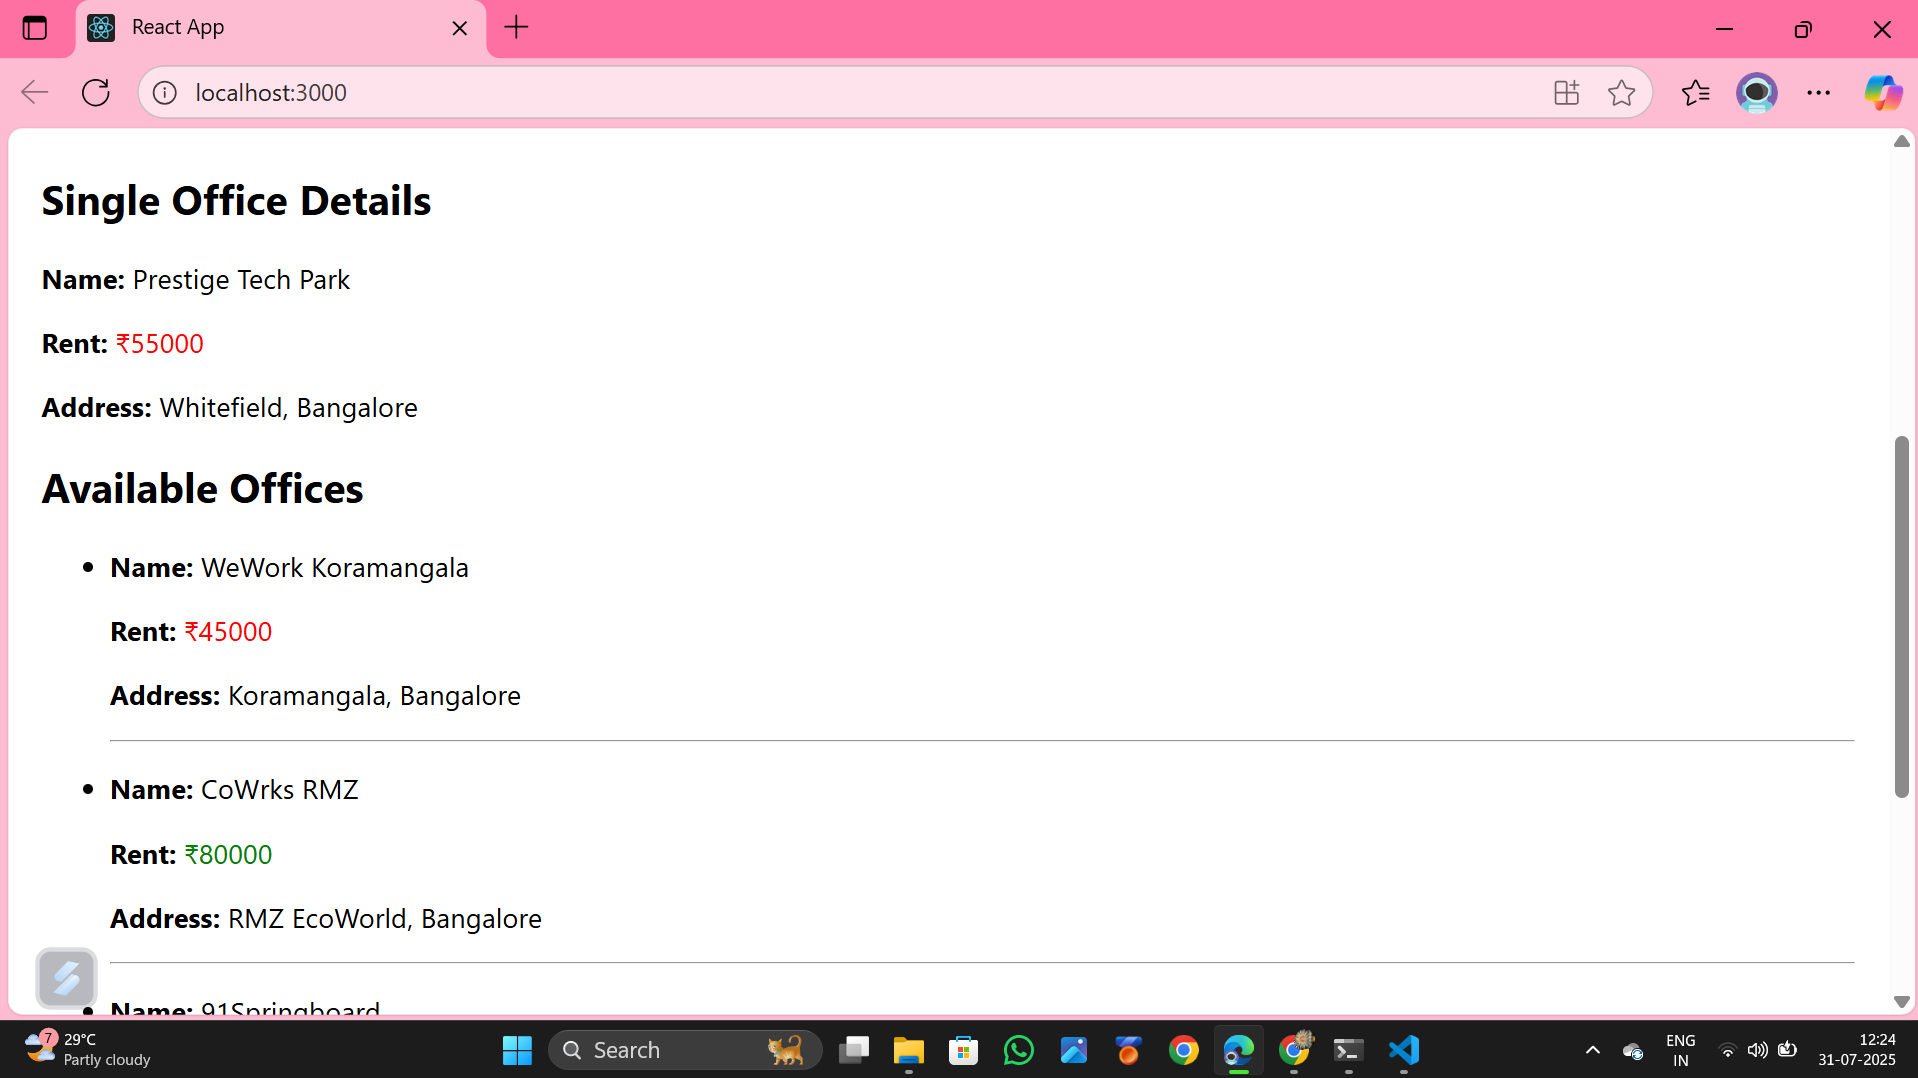 React App
localhost:3000
Single Office Details
Name: Prestige Tech Park
Rent: ₹55000
Address: Whitefield, Bangalore
Available Offices
Name: WeWork Koramangala
Rent: ₹45000
Address: Koramangala, Bangalore
Name: CoWrks RMZ
Rent: ₹80000
Address: RMZ EcoWorld, Bangalore
Name: 91Springboard
7
29°C
Partly cloudy
Search
ENG
IN
12:24
31-07-2025